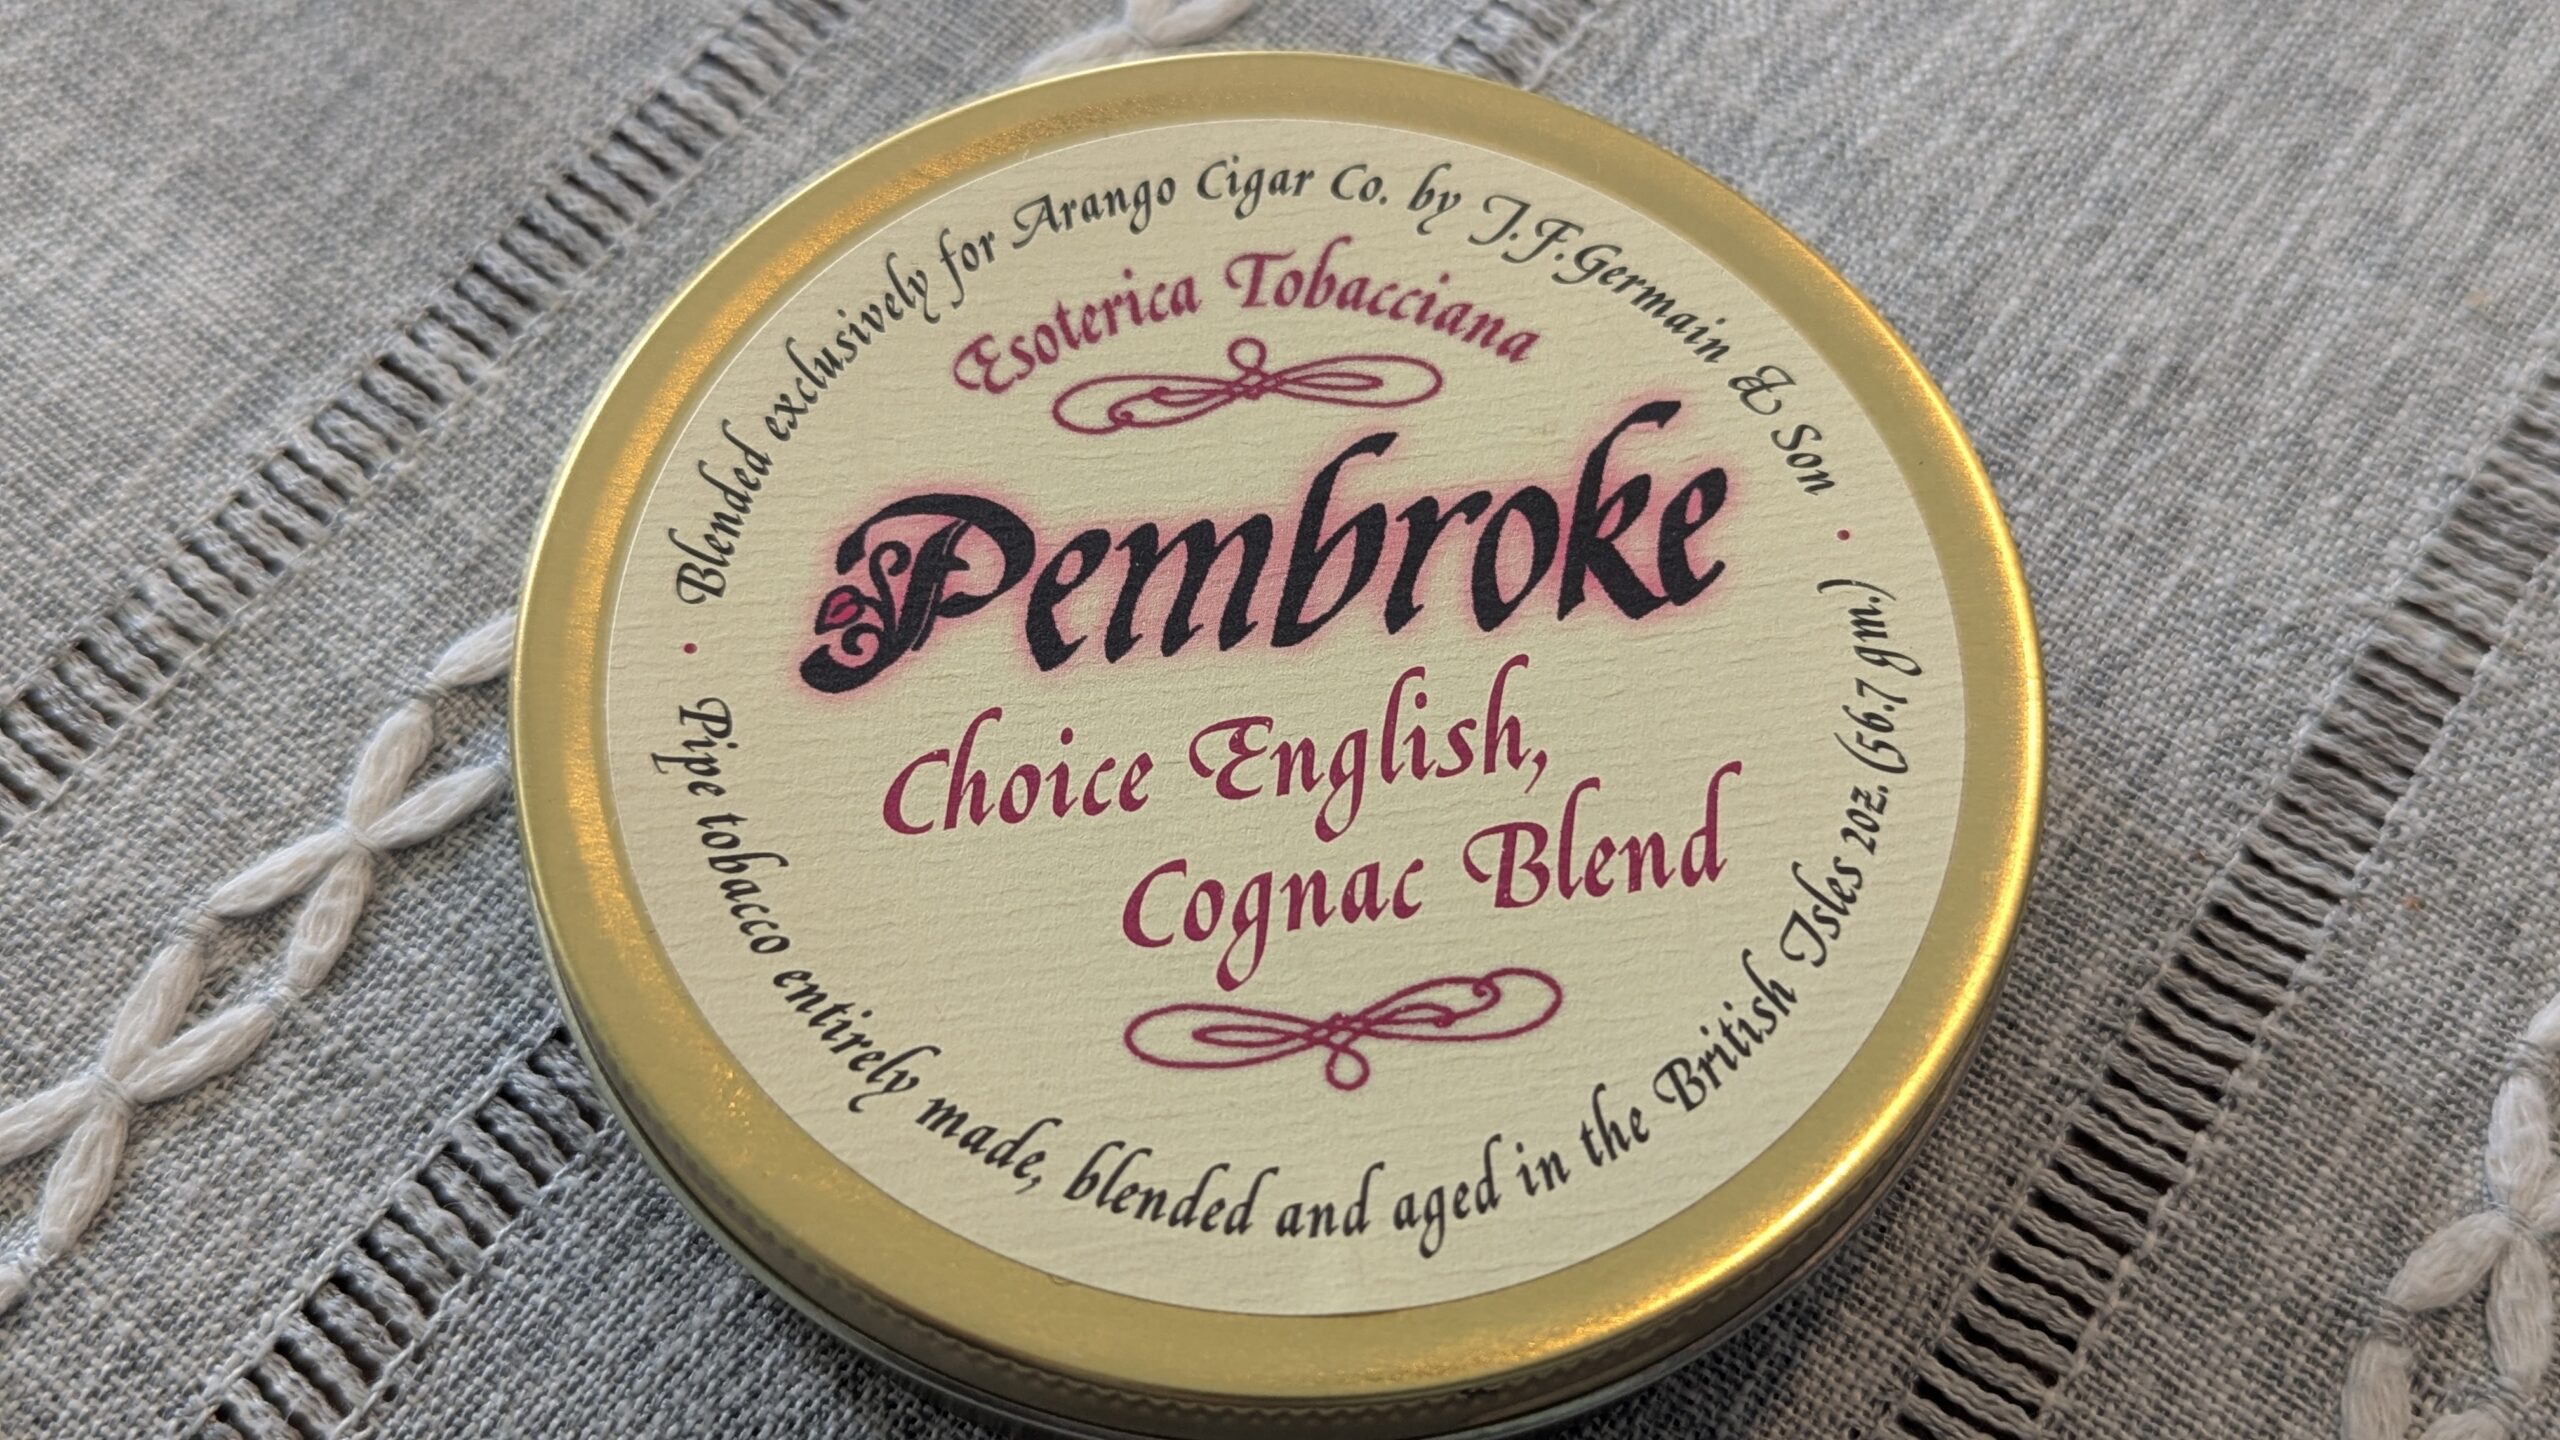 Blended exclusively for Arango Cigar Co. by J.F.Germain & Son
Esoterica Tobacciana
Pembroke
Choice English,
Cognac Blend
Pipe tobacco entirely made, blended and aged in the British Isles 2oz. (56.7 gm.)